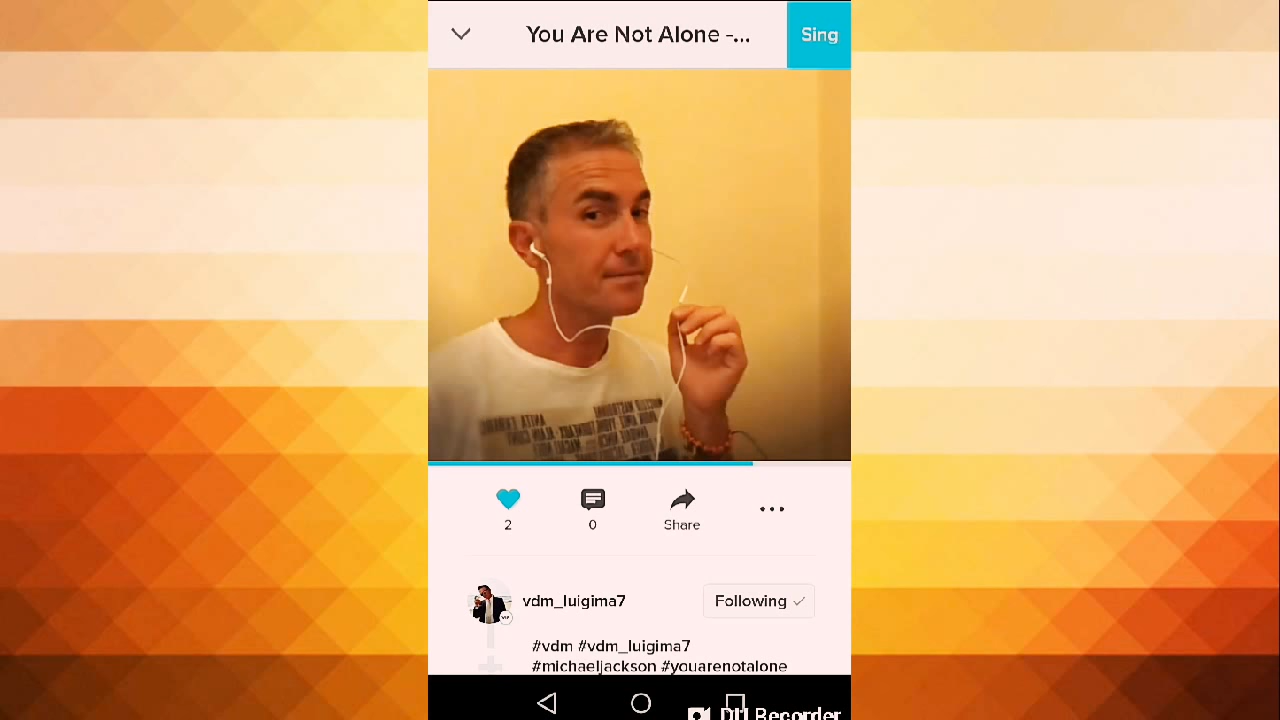 You Are Not Alone -...
Sing
2
0
Share
vdm_luigima7
Following
#vdm #vdm_luigima7
#michaeljackson #youarenotalone
DU Recorder